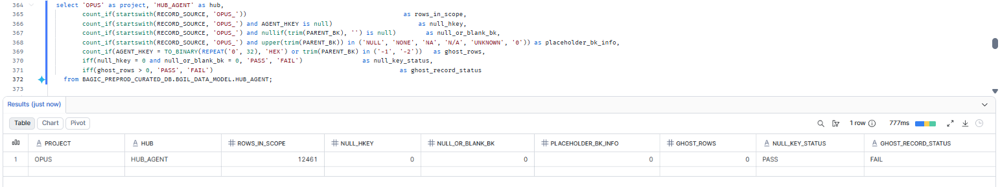 364 select 'OPUS' as project, 'HUB_AGENT' as hub,
365 count_if(startswith(RECORD_SOURCE, 'OPUS_')) as rows_in_scope,
366 count_if(startswith(RECORD_SOURCE, 'OPUS_') and AGENT_HKEY is null) as null_hkey,
367 count_if(startswith(RECORD_SOURCE, 'OPUS_') and nullif(trim(PARENT_BK), '') is null) as null_or_blank_bk,
368 count_if(startswith(RECORD_SOURCE, 'OPUS_') and upper(trim(PARENT_BK)) in ('NULL', 'NONE', 'NA', 'N/A', 'UNKNOWN', '0')) as placeholder_bk_info,
369 count_if(AGENT_HKEY = TO_BINARY(REPEAT('0', 32), 'HEX') or trim(PARENT_BK) in ('-1', '-2')) as ghost_rows,
370 iff(null_hkey = 0 and null_or_blank_bk = 0, 'PASS', 'FAIL') as null_key_status,
371 iff(ghost_rows > 0, 'PASS', 'FAIL') as ghost_record_status
372 from BAGIC_PREPROD_CURATED_DB.BGIL_DATA_MODEL.HUB_AGENT;
373
Results (just now)
Table Chart Pivot 1 row 777ms
PROJECT HUB ROWS_IN_SCOPE NULL_HKEY NULL_OR_BLANK_BK PLACEHOLDER_BK_INFO GHOST_ROWS NULL_KEY_STATUS GHOST_RECORD_STATUS
1 OPUS HUB_AGENT 12461 0 0 0 0 PASS FAIL